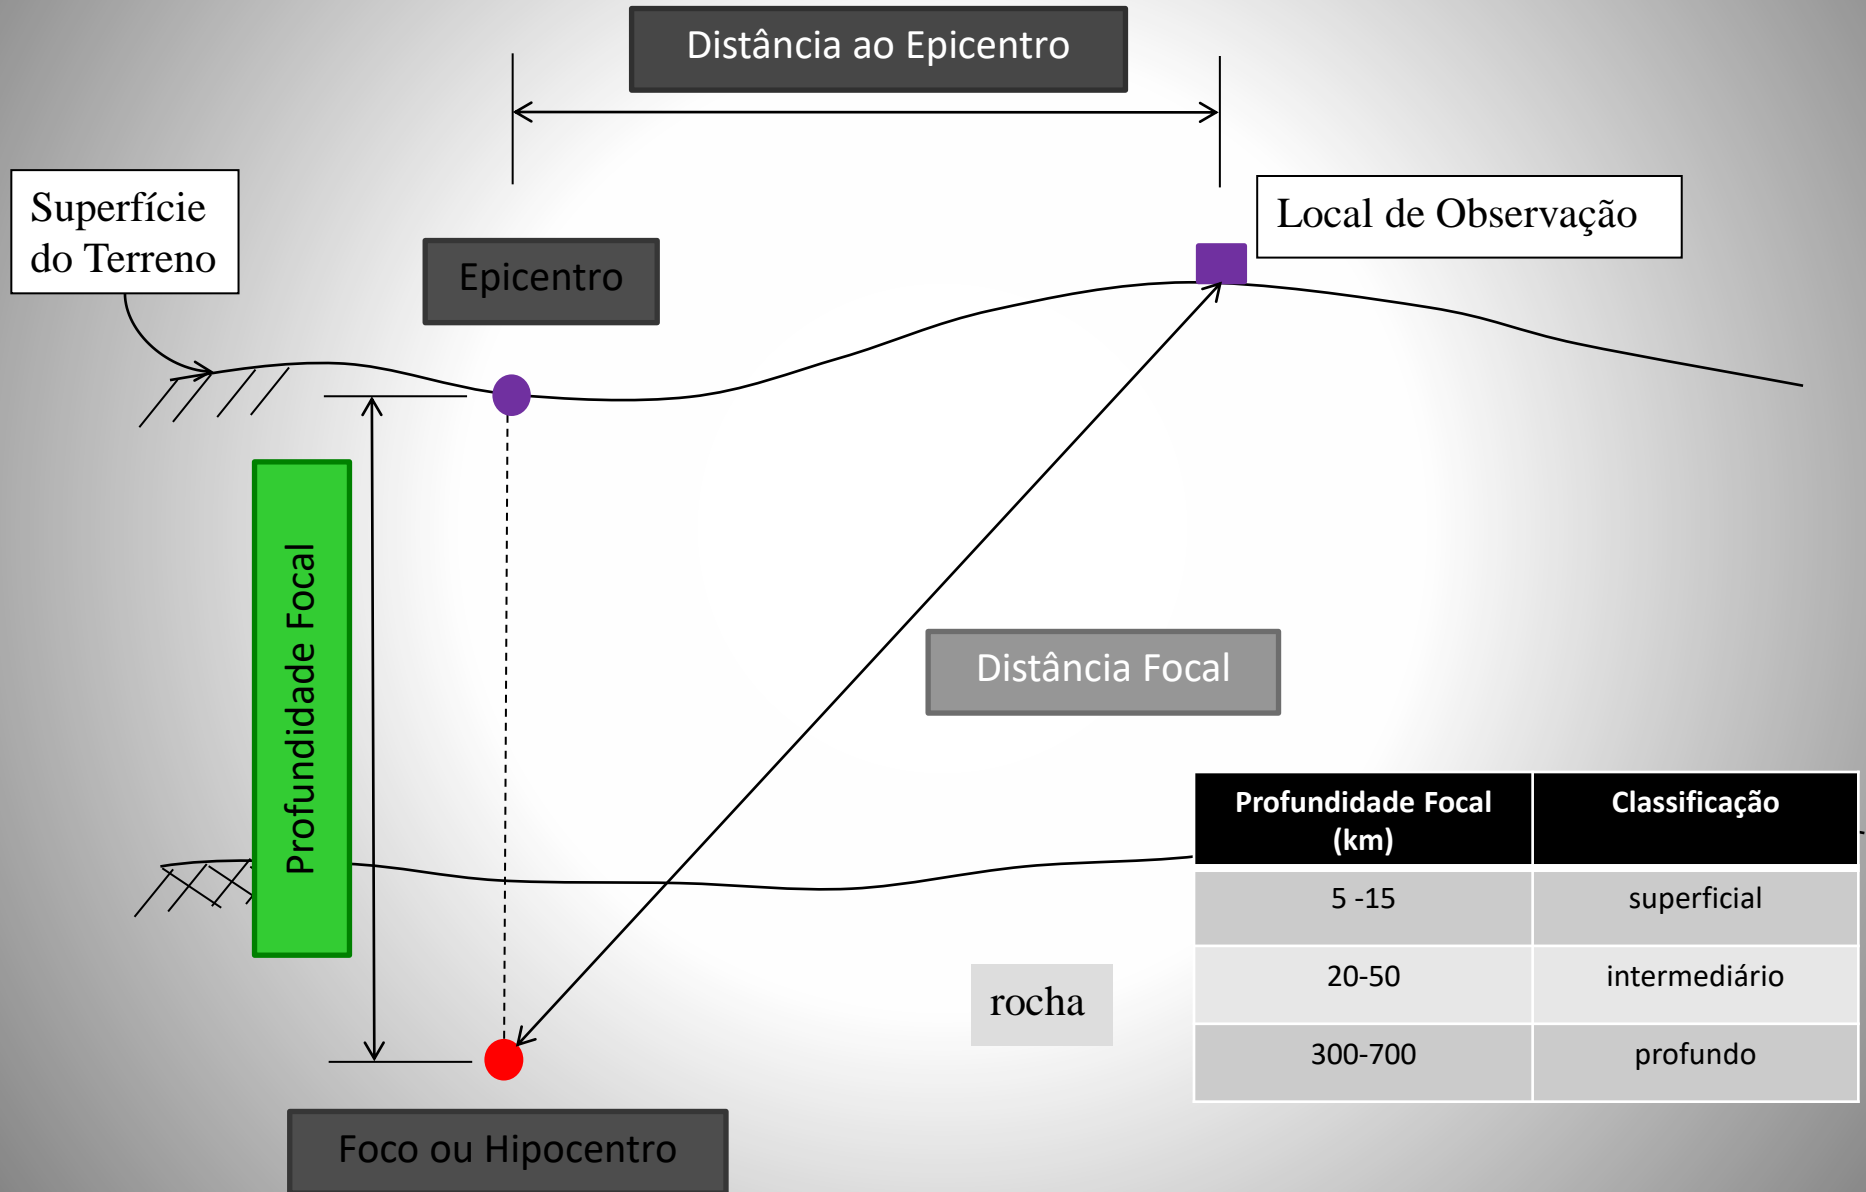 Distância ao Epicentro
Superfície
do Terreno
Local de Observação
Epicentro
Profundidade Focal
Distância Focal
Profundidade Focal
(km)
Classificação
5 -15
superficial
20-50
intermediário
300-700
profundo
rocha
Foco ou Hipocentro